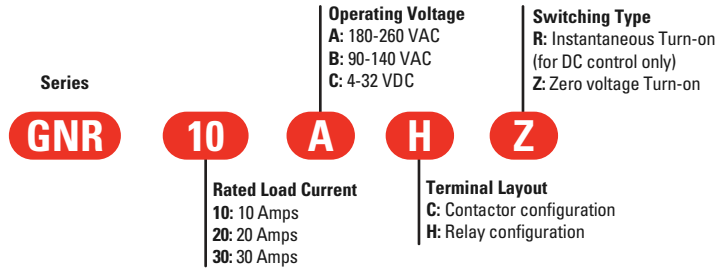 Operating Voltage
A: 180-260 VAC
B: 90-140 VAC
C: 4-32 VDC
Switching Type
R: Instantaneous Turn-on
(for DC control only)
Z: Zero voltage Turn-on
Series
GNR 10 A H Z
Rated Load Current
10: 10 Amps
20: 20 Amps
30: 30 Amps
Terminal Layout
C: Contactor configuration
H: Relay configuration